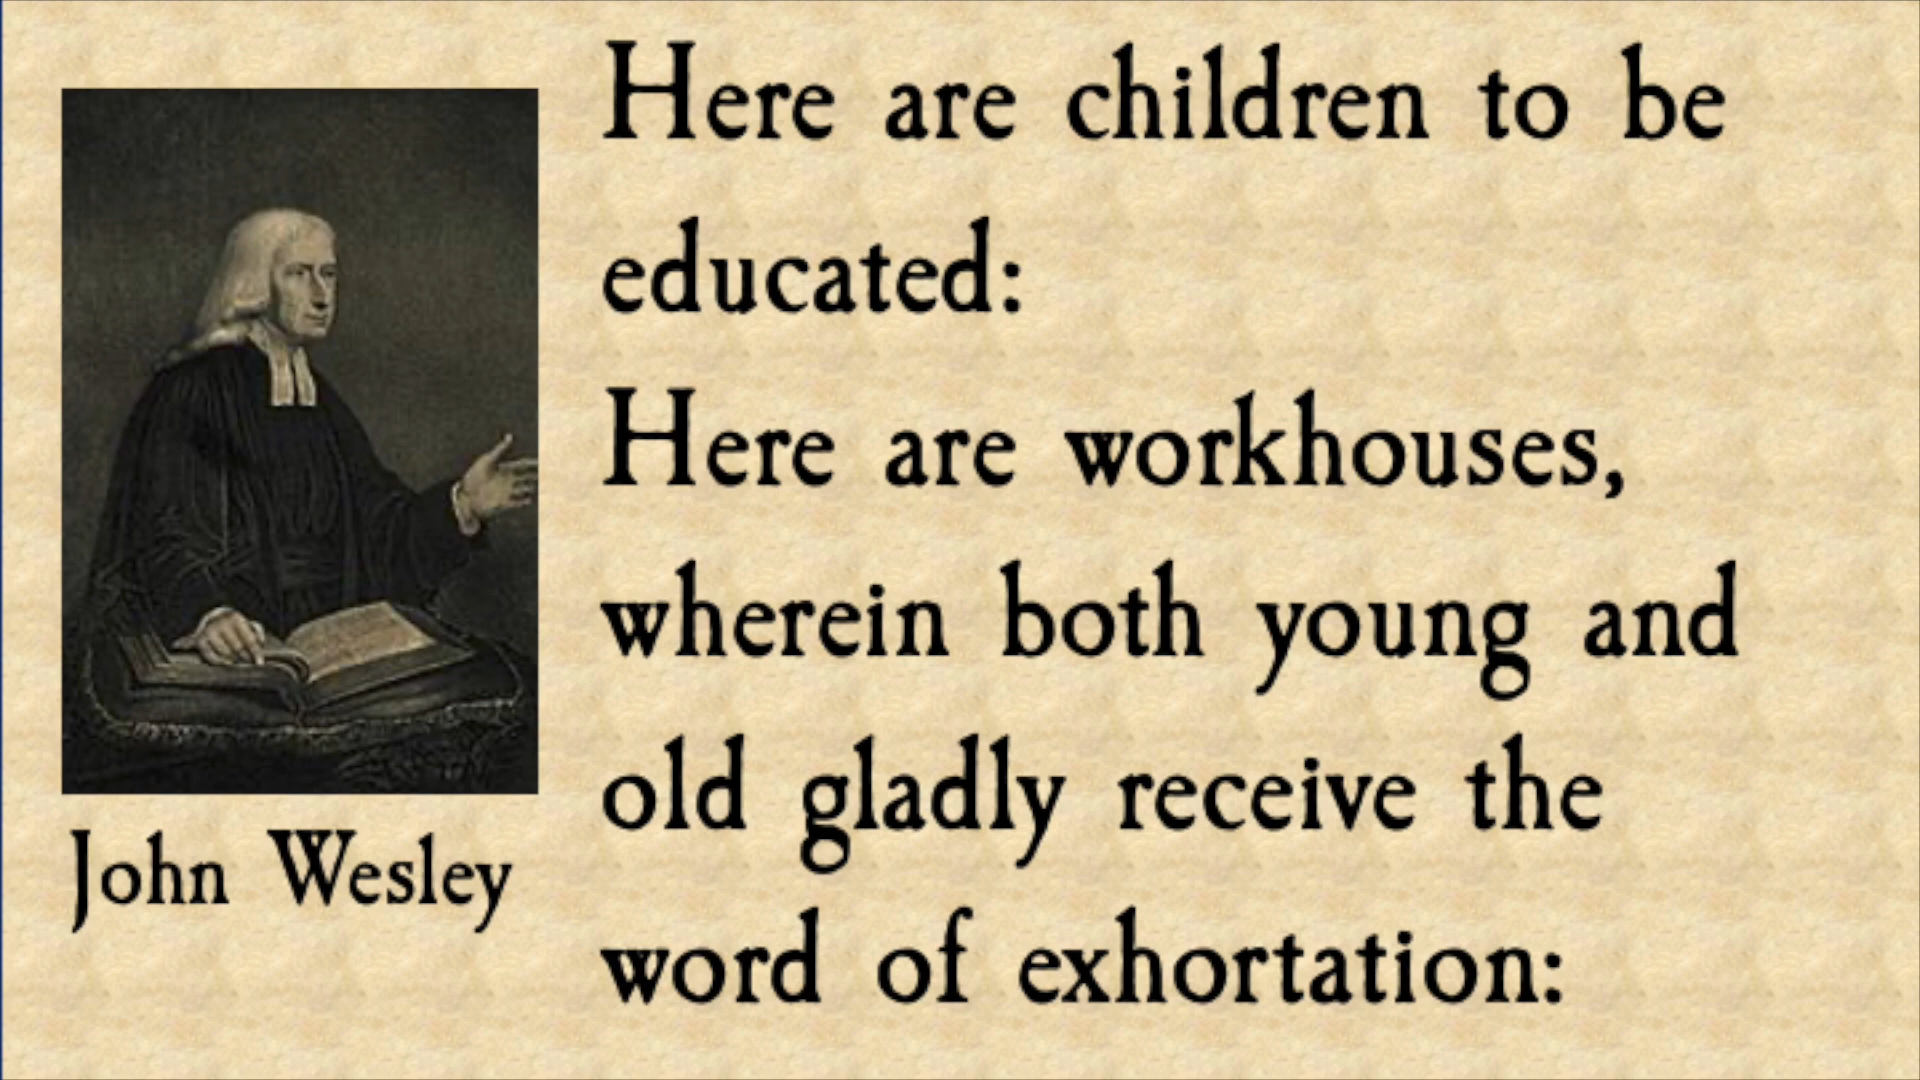 Here are children to be
educated:
Here are workhouses,
wherein both young and
old gladly receive the
word of exhortation:
John Wesley